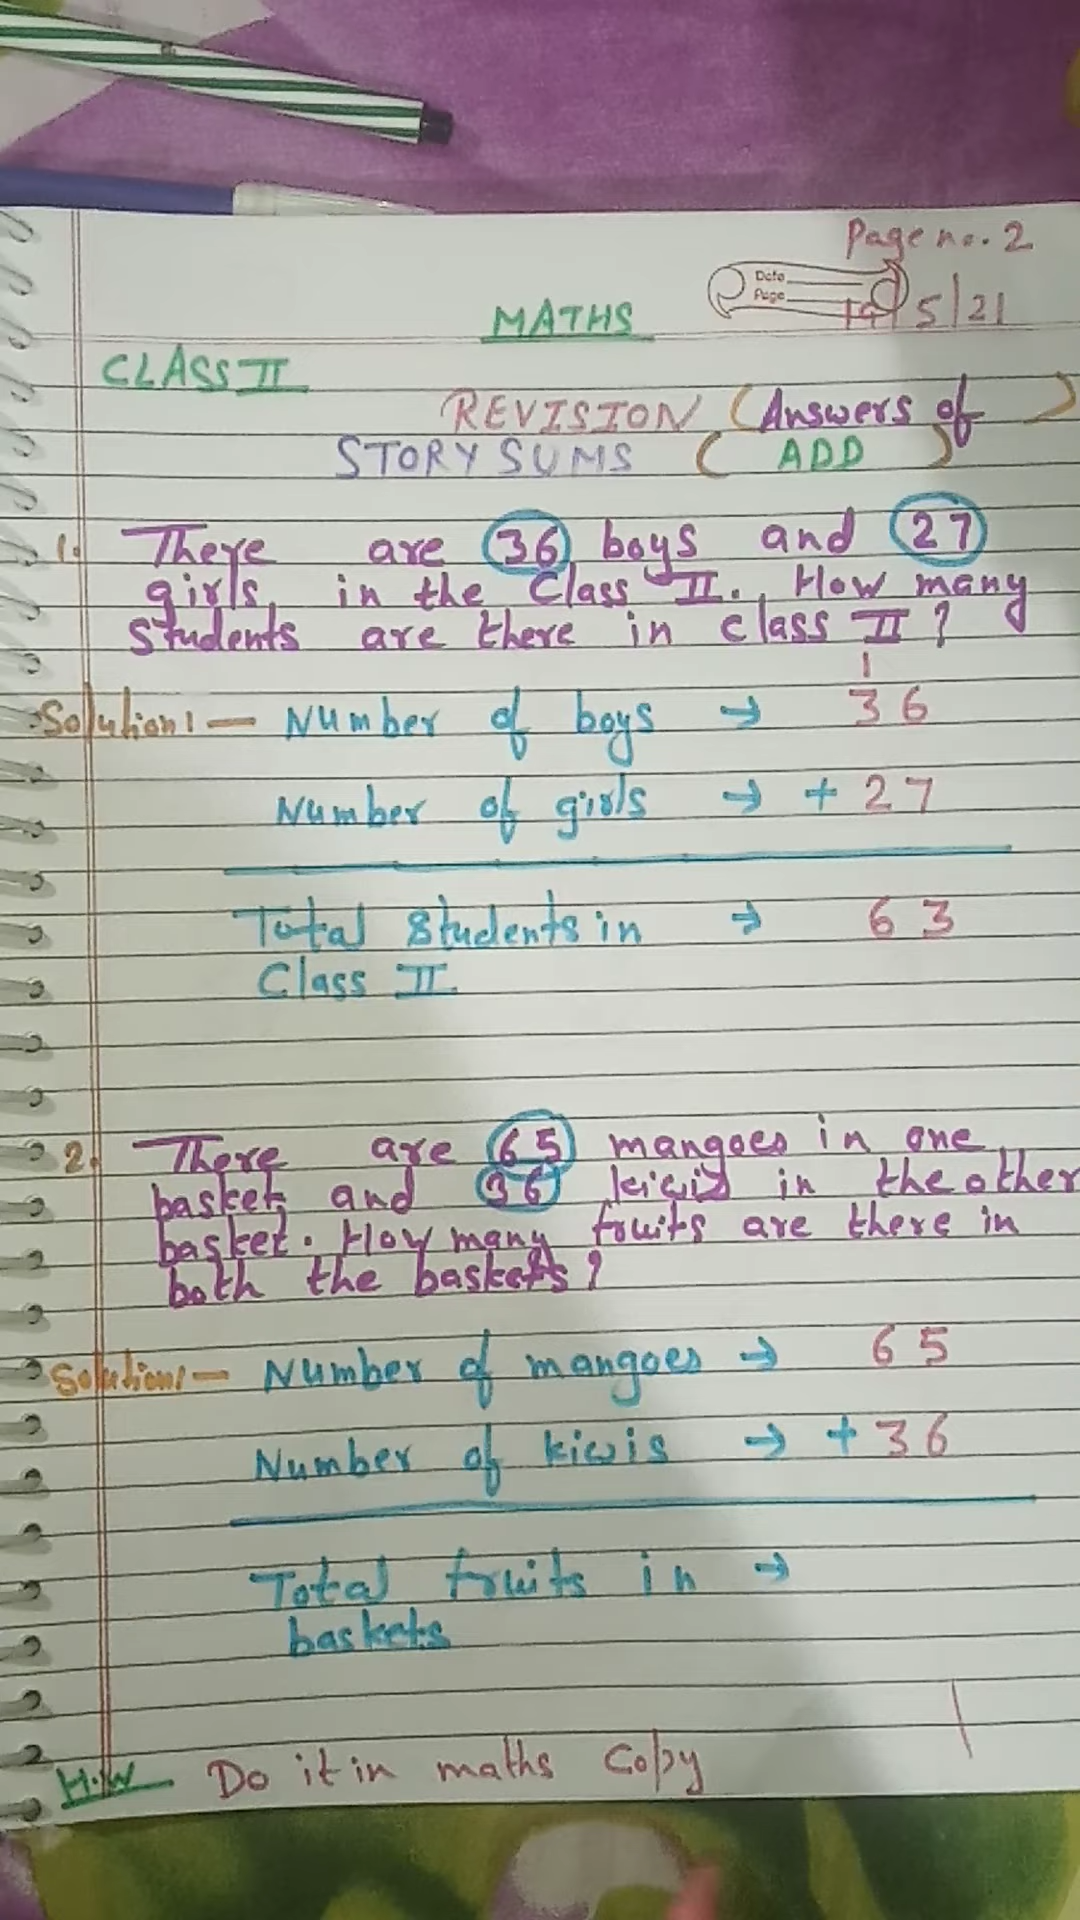 Page no. 2
Date
Page
19/5/21
MATHS
CLASS II
REVISION (Answers of)
STORY SUMS ( ADD )
1. There are 36 boys and 27
girls, in the Class II. How many
students are there in class II ?
1
Solution:— Number of boys → 36
Number of girls → + 27
Total students in → 63
Class II
2. There are 65 mangoes in one
basket and 36 kiwis in the other
basket. How many fruits are there in
both the baskets?
Solution:— Number of mangoes → 65
Number of kiwis → + 36
Total fruits in →
baskets
H.W Do it in maths Copy